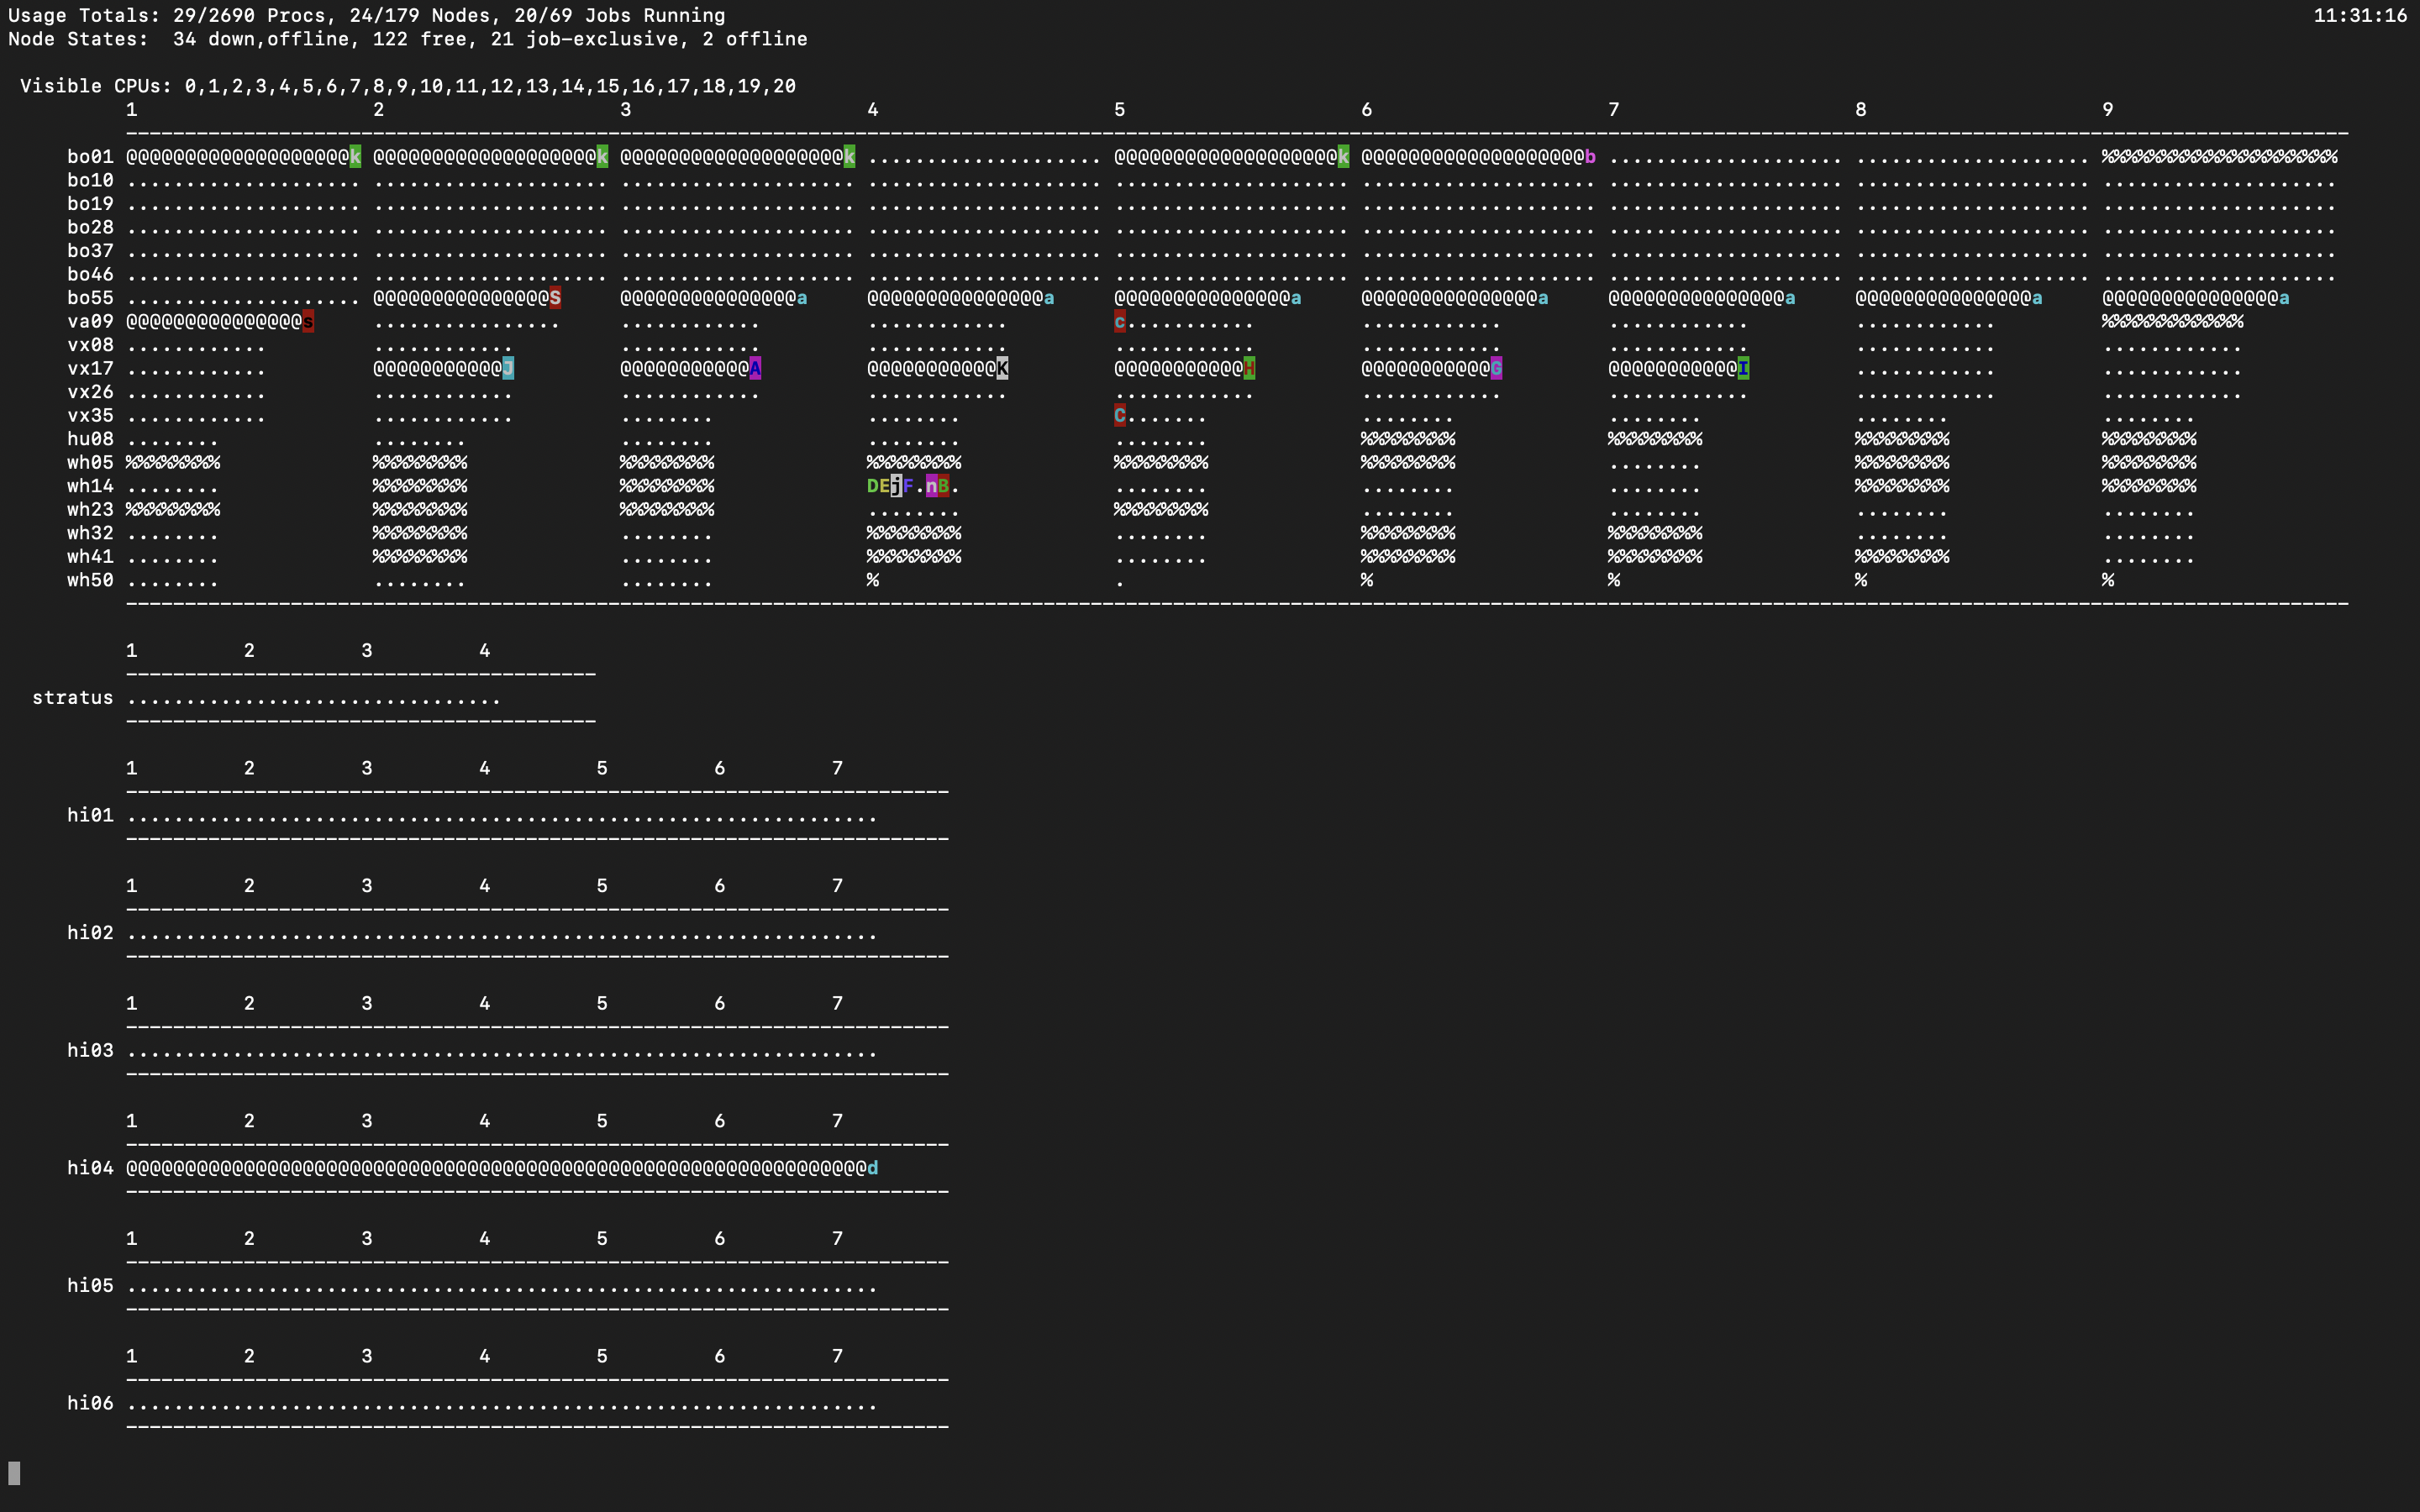 Usage Totals: 29/2690 Procs, 24/179 Nodes, 20/69 Jobs Running 11:31:16
Node States:  34 down,offline, 122 free, 21 job-exclusive, 2 offline
Visible CPUs: 0,1,2,3,4,5,6,7,8,9,10,11,12,13,14,15,16,17,18,19,20
1 2 3 4 5 6 7 8 9
---------------------------------------------------------------------------------------------------------------------------------------------------------------------------------------------
bo01 @@@@@@@@@@@@@@@@@@@k @@@@@@@@@@@@@@@@@@@k @@@@@@@@@@@@@@@@@@@k .................... @@@@@@@@@@@@@@@@@@@k @@@@@@@@@@@@@@@@@@@b .................... .................... %%%%%%%%%%%%%%%%%%%%
bo10 .................... .................... .................... .................... .................... .................... .................... .................... ....................
bo19 .................... .................... .................... .................... .................... .................... .................... .................... ....................
bo28 .................... .................... .................... .................... .................... .................... .................... .................... ....................
bo37 .................... .................... .................... .................... .................... .................... .................... .................... ....................
bo46 .................... .................... .................... .................... .................... .................... .................... .................... ....................
bo55 .................... @@@@@@@@@@@@@@@S @@@@@@@@@@@@@@@a @@@@@@@@@@@@@@@a @@@@@@@@@@@@@@@a @@@@@@@@@@@@@@@a @@@@@@@@@@@@@@@a @@@@@@@@@@@@@@@a @@@@@@@@@@@@@@@a
va09 @@@@@@@@@@@@@@@s ................ ............ ............ c........... ............ ............ ............ %%%%%%%%%%%%
vx08 ............ ............ ............ ............ ............ ............ ............ ............ ............
vx17 ............ @@@@@@@@@@@J @@@@@@@@@@@A @@@@@@@@@@@K @@@@@@@@@@@H @@@@@@@@@@@G @@@@@@@@@@@I ............ ............
vx26 ............ ............ ............ ............ ............ ............ ............ ............ ............
vx35 ............ ............ ........ ........ C....... ........ ........ ........ ........
hu08 ........ ........ ........ ........ ........ %%%%%%%% %%%%%%%% %%%%%%%% %%%%%%%%
wh05 %%%%%%%% %%%%%%%% %%%%%%%% %%%%%%%% %%%%%%%% %%%%%%%% ........ %%%%%%%% %%%%%%%%
wh14 ........ %%%%%%%% %%%%%%%% DEjF.nB. ........ ........ ........ %%%%%%%% %%%%%%%%
wh23 %%%%%%%% %%%%%%%% %%%%%%%% ........ %%%%%%%% ........ ........ ........ ........
wh32 ........ %%%%%%%% ........ %%%%%%%% ........ %%%%%%%% %%%%%%%% ........ ........
wh41 ........ %%%%%%%% ........ %%%%%%%% ........ %%%%%%%% %%%%%%%% %%%%%%%% ........
wh50 ........ ........ ........ % . % % % %
---------------------------------------------------------------------------------------------------------------------------------------------------------------------------------------------
1 2 3 4
----------------------------------------
stratus ................................
----------------------------------------
1 2 3 4 5 6 7
----------------------------------------------------------------------
hi01 ................................................................
----------------------------------------------------------------------
1 2 3 4 5 6 7
----------------------------------------------------------------------
hi02 ................................................................
----------------------------------------------------------------------
1 2 3 4 5 6 7
----------------------------------------------------------------------
hi03 ................................................................
----------------------------------------------------------------------
1 2 3 4 5 6 7
----------------------------------------------------------------------
hi04 @@@@@@@@@@@@@@@@@@@@@@@@@@@@@@@@@@@@@@@@@@@@@@@@@@@@@@@@@@@@@@@d
----------------------------------------------------------------------
1 2 3 4 5 6 7
----------------------------------------------------------------------
hi05 ................................................................
----------------------------------------------------------------------
1 2 3 4 5 6 7
----------------------------------------------------------------------
hi06 ................................................................
----------------------------------------------------------------------